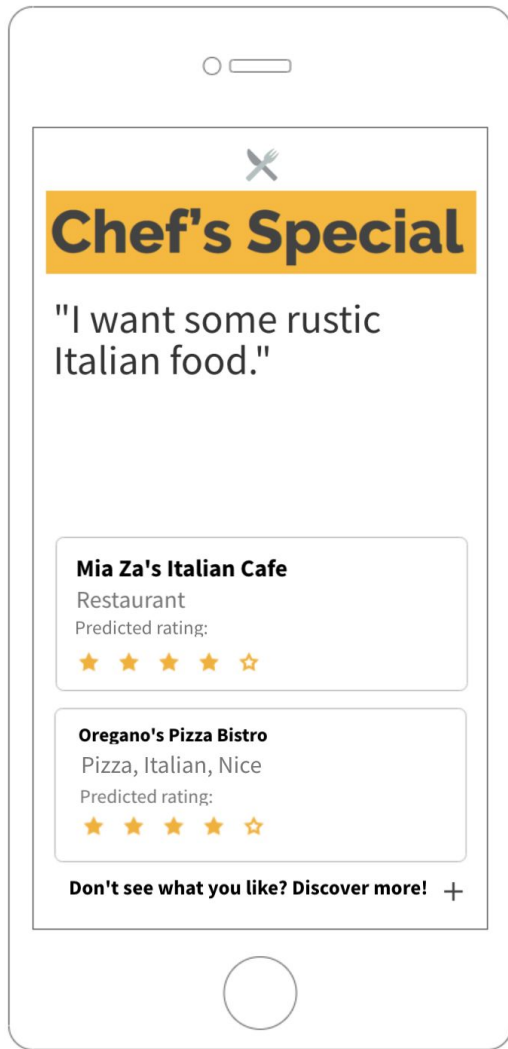 Chef’s Special
"I want some rustic
Italian food."
Mia Za's Italian Cafe
Restaurant
Predicted rating:
Oregano's Pizza Bistro
Pizza, Italian, Nice
Predicted rating:
Don't see what you like? Discover more! +